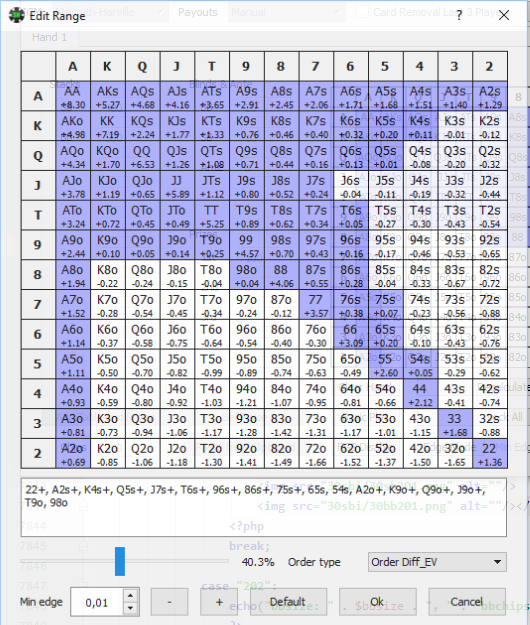 Edit Range ? ×
-Harville Payouts Card Removal Last 3 Play
Hand 1
A K Q J T 9 8 7 6 5 4 3 2
A AA AKs AQs AJs ATs A9s A8s A7s A6s A5s A4s A3s A2s
+8.30 +5.27 +4.68 +4.16 +3.65 +2.91 +2.45 +2.06 +1.71 +1.68 +1.51 +1.40 +1.29
K AKo KK KQs KJs KTs K9s K8s K7s K6s K5s K4s K3s K2s
+4.98 +7.19 +2.24 +1.77 +1.33 +0.76 +0.46 +0.40 +0.32 +0.20 +0.11 -0.01 -0.12
Q AQo KQo QQ QJs QTs Q9s Q8s Q7s Q6s Q5s Q4s Q3s Q2s
+4.34 +1.70 +6.53 +1.26 +1.08 +0.71 +0.44 +0.16 +0.13 +0.01 -0.08 -0.20 -0.32
J AJo KJo QJo JJ JTs J9s J8s J7s J6s J5s J4s J3s J2s
+3.78 +1.19 +0.65 +5.89 +1.12 +0.80 +0.52 +0.24 -0.04 -0.11 -0.19 -0.32 -0.44
T ATo KTo QTo JTo TT T9s T8s T7s T6s T5s T4s T3s T2s
+3.24 +0.72 +0.45 +0.49 +5.25 +0.89 +0.62 +0.34 +0.05 -0.27 -0.30 -0.43 -0.54
9 A9o K9o Q9o J9o T9o 99 98s 97s 96s 95s 94s 93s 92s
+2.44 +0.10 +0.05 +0.14 +0.25 +4.57 +0.70 +0.43 +0.16 -0.17 -0.46 -0.53 -0.65
8 A8o K8o Q8o J8o T8o 98o 88 87s 86s 85s 84s 83s 82s
+1.94 -0.22 -0.24 -0.15 -0.04 +0.04 +4.06 +0.55 +0.28 -0.04 -0.33 -0.67 -0.72
7 A7o K7o Q7o J7o T7o 97o 87o 77 76s 75s 74s 73s 72s
+1.52 -0.28 -0.54 -0.45 -0.34 -0.24 -0.12 +3.57 +0.38 +0.07 -0.23 -0.56 -0.88
6 A6o K6o Q6o J6o T6o 96o 86o 76o 66 65s 64s 63s 62s
+1.14 -0.37 -0.58 -0.75 -0.64 -0.54 -0.40 -0.30 +3.09 +0.20 -0.10 -0.43 -0.76
5 A5o K5o Q5o J5o T5o 95o 85o 75o 65o 55 54s 53s 52s
+1.11 -0.50 -0.70 -0.82 -0.99 -0.89 -0.74 -0.63 -0.49 +2.60 +0.05 -0.29 -0.62
4 A4o K4o Q4o J4o T4o 94o 84o 74o 64o 54o 44 43s 42s
+0.93 -0.59 -0.80 -0.92 -1.03 -1.21 -1.07 -0.95 -0.81 -0.66 +2.12 -0.41 -0.74
3 A3o K3o Q3o J3o T3o 93o 83o 73o 63o 53o 43o 33 32s
+0.81 -0.73 -0.94 -1.06 -1.17 -1.28 -1.42 -1.31 -1.17 -1.01 -1.15 +1.68 -0.88
2 A2o K2o Q2o J2o T2o 92o 82o 72o 62o 52o 42o 32o 22
+0.69 -0.85 -1.06 -1.18 -1.30 -1.41 -1.49 -1.66 -1.52 -1.37 -1.50 -1.65 +1.36
22+, A2s+, K4s+, Q5s+, J7s+, T6s+, 96s+, 86s+, 75s+, 65s, 54s, A2o+, K9o+, Q9o+, J9o+,
T9o, 98o
<img src="30sbi/30bb201.png" alt=""/></
7844 <?php
7845 break;
40.3% Order type Order Diff_EV
case "202":
Min edge 0,01 - + Default Ok Cancel